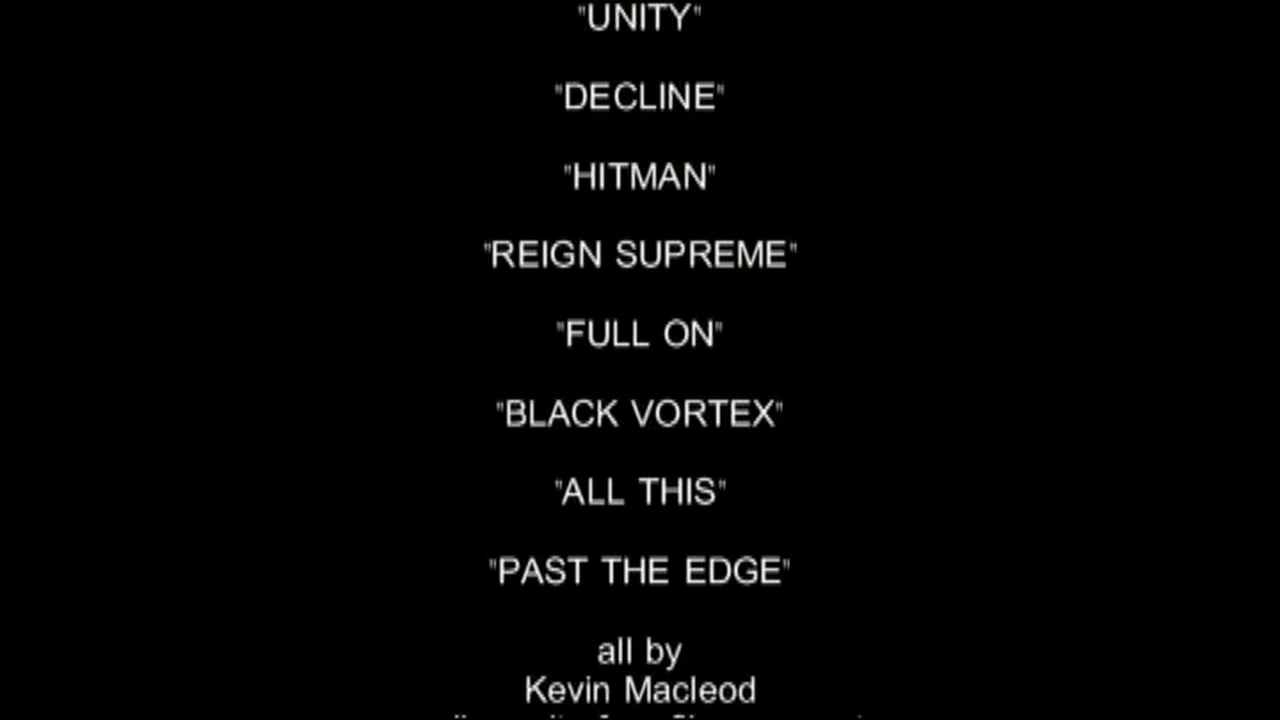 "UNITY"
"DECLINE"
"HITMAN"
"REIGN SUPREME"
"FULL ON"
"BLACK VORTEX"
"ALL THIS"
"PAST THE EDGE"
all by
Kevin Macleod